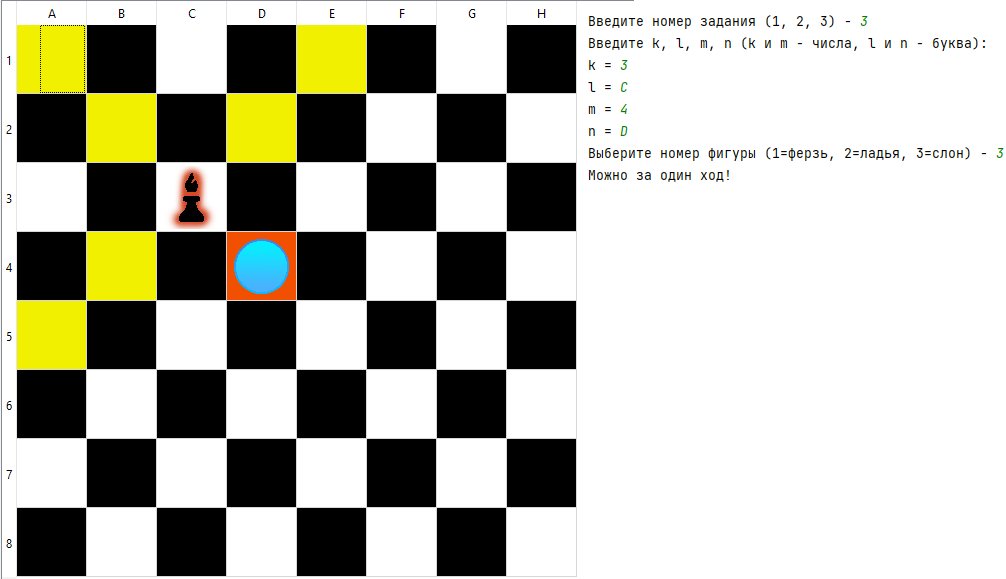 A B C D E F G H
1
2
3
4
5
6
7
8
Введите номер задания (1, 2, 3) - 3
Введите k, l, m, n (k и m - числа, l и n - буква):
k = 3
l = C
m = 4
n = D
Выберите номер фигуры (1=ферзь, 2=ладья, 3=слон) - 3
Можно за один ход!